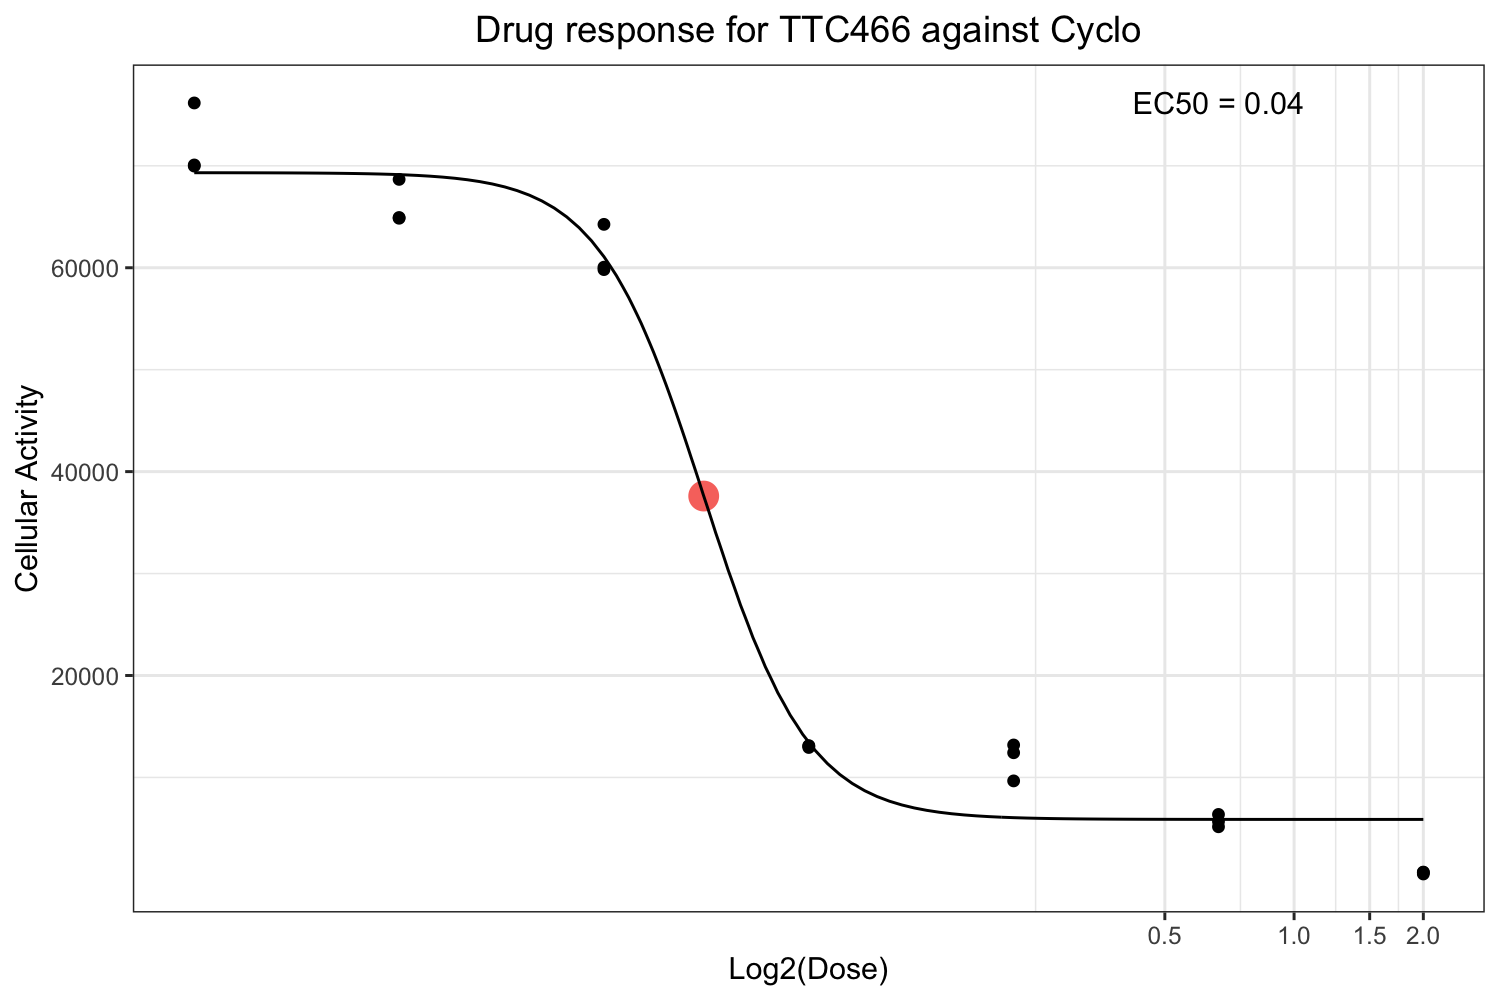 Drug response for TTC466 against Cyclo
EC50 = 0.04
Cellular Activity
60000
40000
20000
0.5 1.0 1.5 2.0
Log2(Dose)